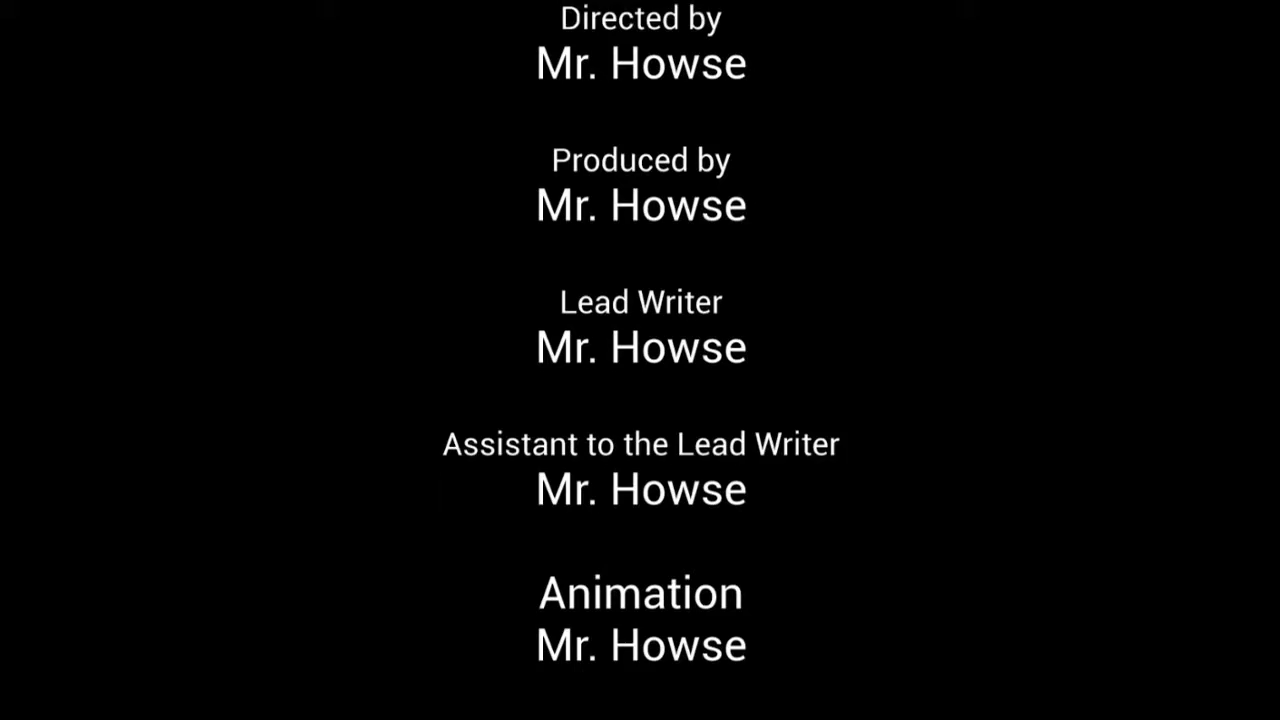 Directed by
Mr. Howse
Produced by
Mr. Howse
Lead Writer
Mr. Howse
Assistant to the Lead Writer
Mr. Howse
Animation
Mr. Howse